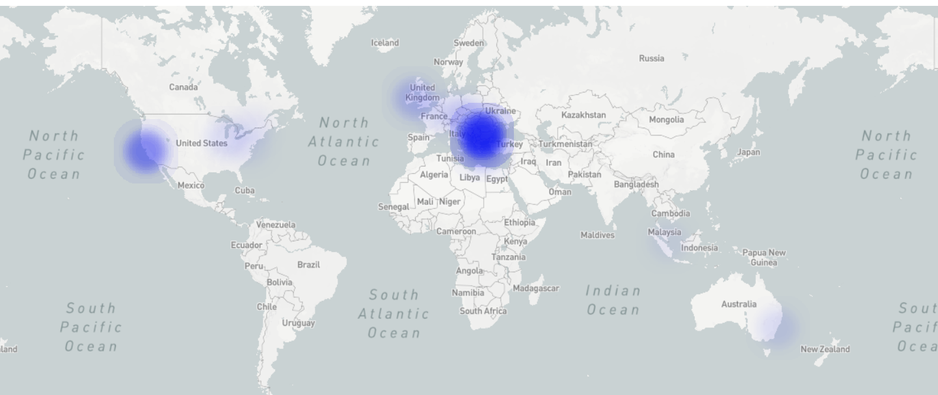 Iceland
Sweden
Norway
Russia
Canada
United
Kingdom
Ukraine
France
Kazakhstan
Mongolia
North
Pacific
Ocean
North
Atlantic
Ocean
United States
Spain
Italy
Turkey
Turkmenistan
China
Japan
North
Pacific
Ocean
Tunisia
Iraq
Iran
Algeria
Libya
Egypt
Pakistan
Mexico
Cuba
Oman
Bangladesh
Senegal
Mali
Niger
Cambodia
Venezuela
Cameroon
Ethiopia
Maldives
Malaysia
Ecuador
Kenya
Indonesia
Papua New
Guinea
Peru
Brazil
Tanzania
Angola
Bolivia
Namibia
Madagascar
Indian
Ocean
Chile
South Africa
Australia
South
Pacific
Ocean
Uruguay
South
Atlantic
Ocean
New Zealand
land
Sout
Pacif
Ocea